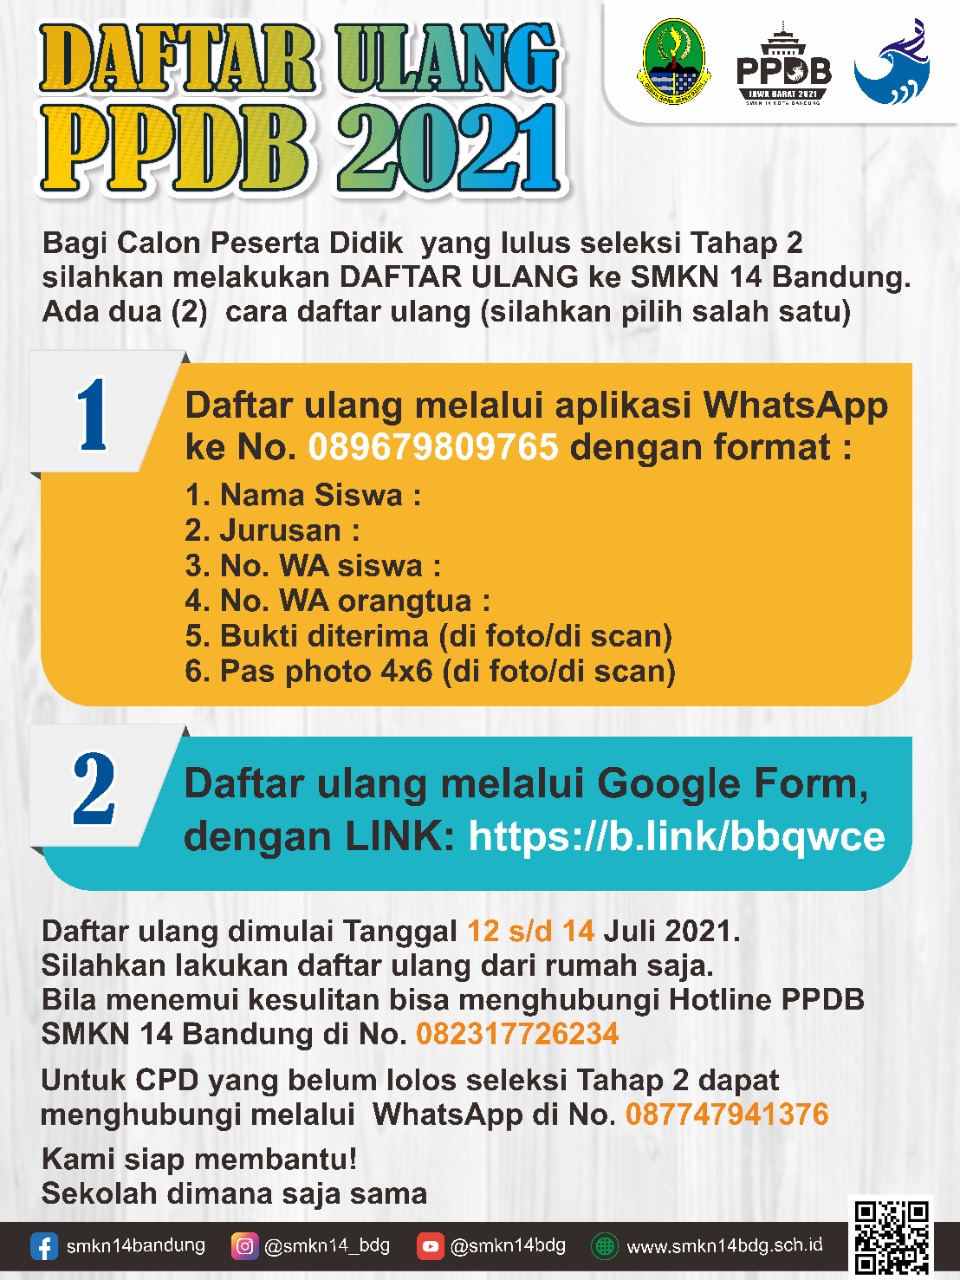 DAFTAR ULANG
PPDB 2021
PPDB
JAWA BARAT 2021
SMKN 14 KOTA BANDUNG
Bagi Calon Peserta Didik  yang lulus seleksi Tahap 2
silahkan melakukan DAFTAR ULANG ke SMKN 14 Bandung.
Ada dua (2)  cara daftar ulang (silahkan pilih salah satu)
1
Daftar ulang melalui aplikasi WhatsApp
ke No. 089679809765 dengan format :
1. Nama Siswa :
2. Jurusan :
3. No. WA siswa :
4. No. WA orangtua :
5. Bukti diterima (di foto/di scan)
6. Pas photo 4x6 (di foto/di scan)
2
Daftar ulang melalui Google Form,
dengan LINK: https://b.link/bbqwce
Daftar ulang dimulai Tanggal 12 s/d 14 Juli 2021.
Silahkan lakukan daftar ulang dari rumah saja.
Bila menemui kesulitan bisa menghubungi Hotline PPDB
SMKN 14 Bandung di No. 082317726234
Untuk CPD yang belum lolos seleksi Tahap 2 dapat
menghubungi melalui  WhatsApp di No. 087747941376
Kami siap membantu!
Sekolah dimana saja sama
smkn14bandung @smkn14_bdg @smkn14bdg www.smkn14bdg.sch.id